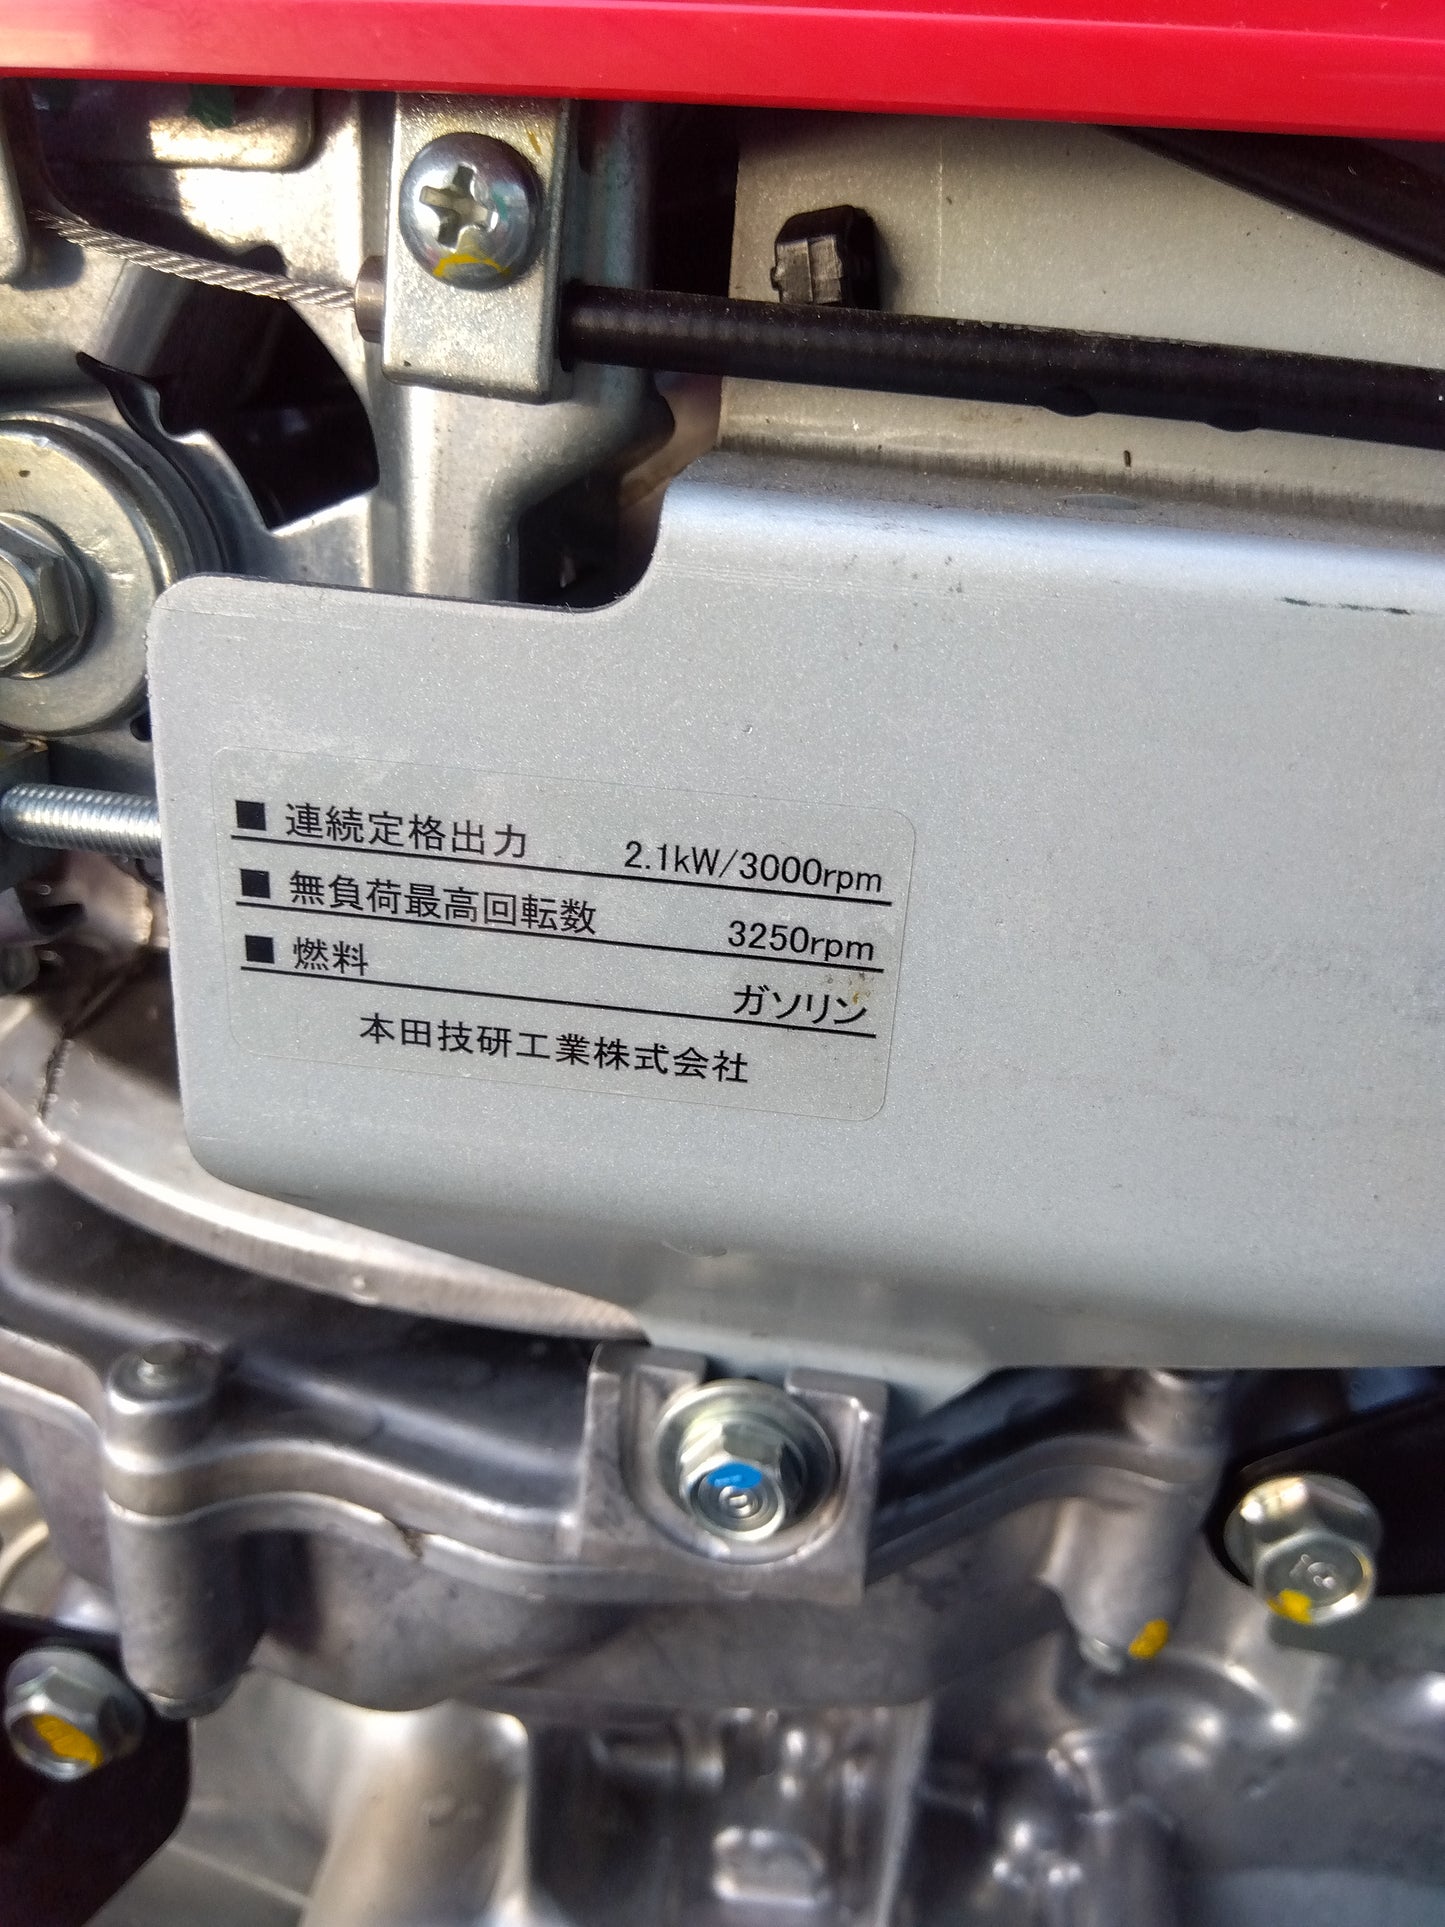 ■ 連続定格出力 2.1kW/3000rpm
■ 無負荷最高回転数 3250rpm
■ 燃料 ガソリン
本田技研工業株式会社